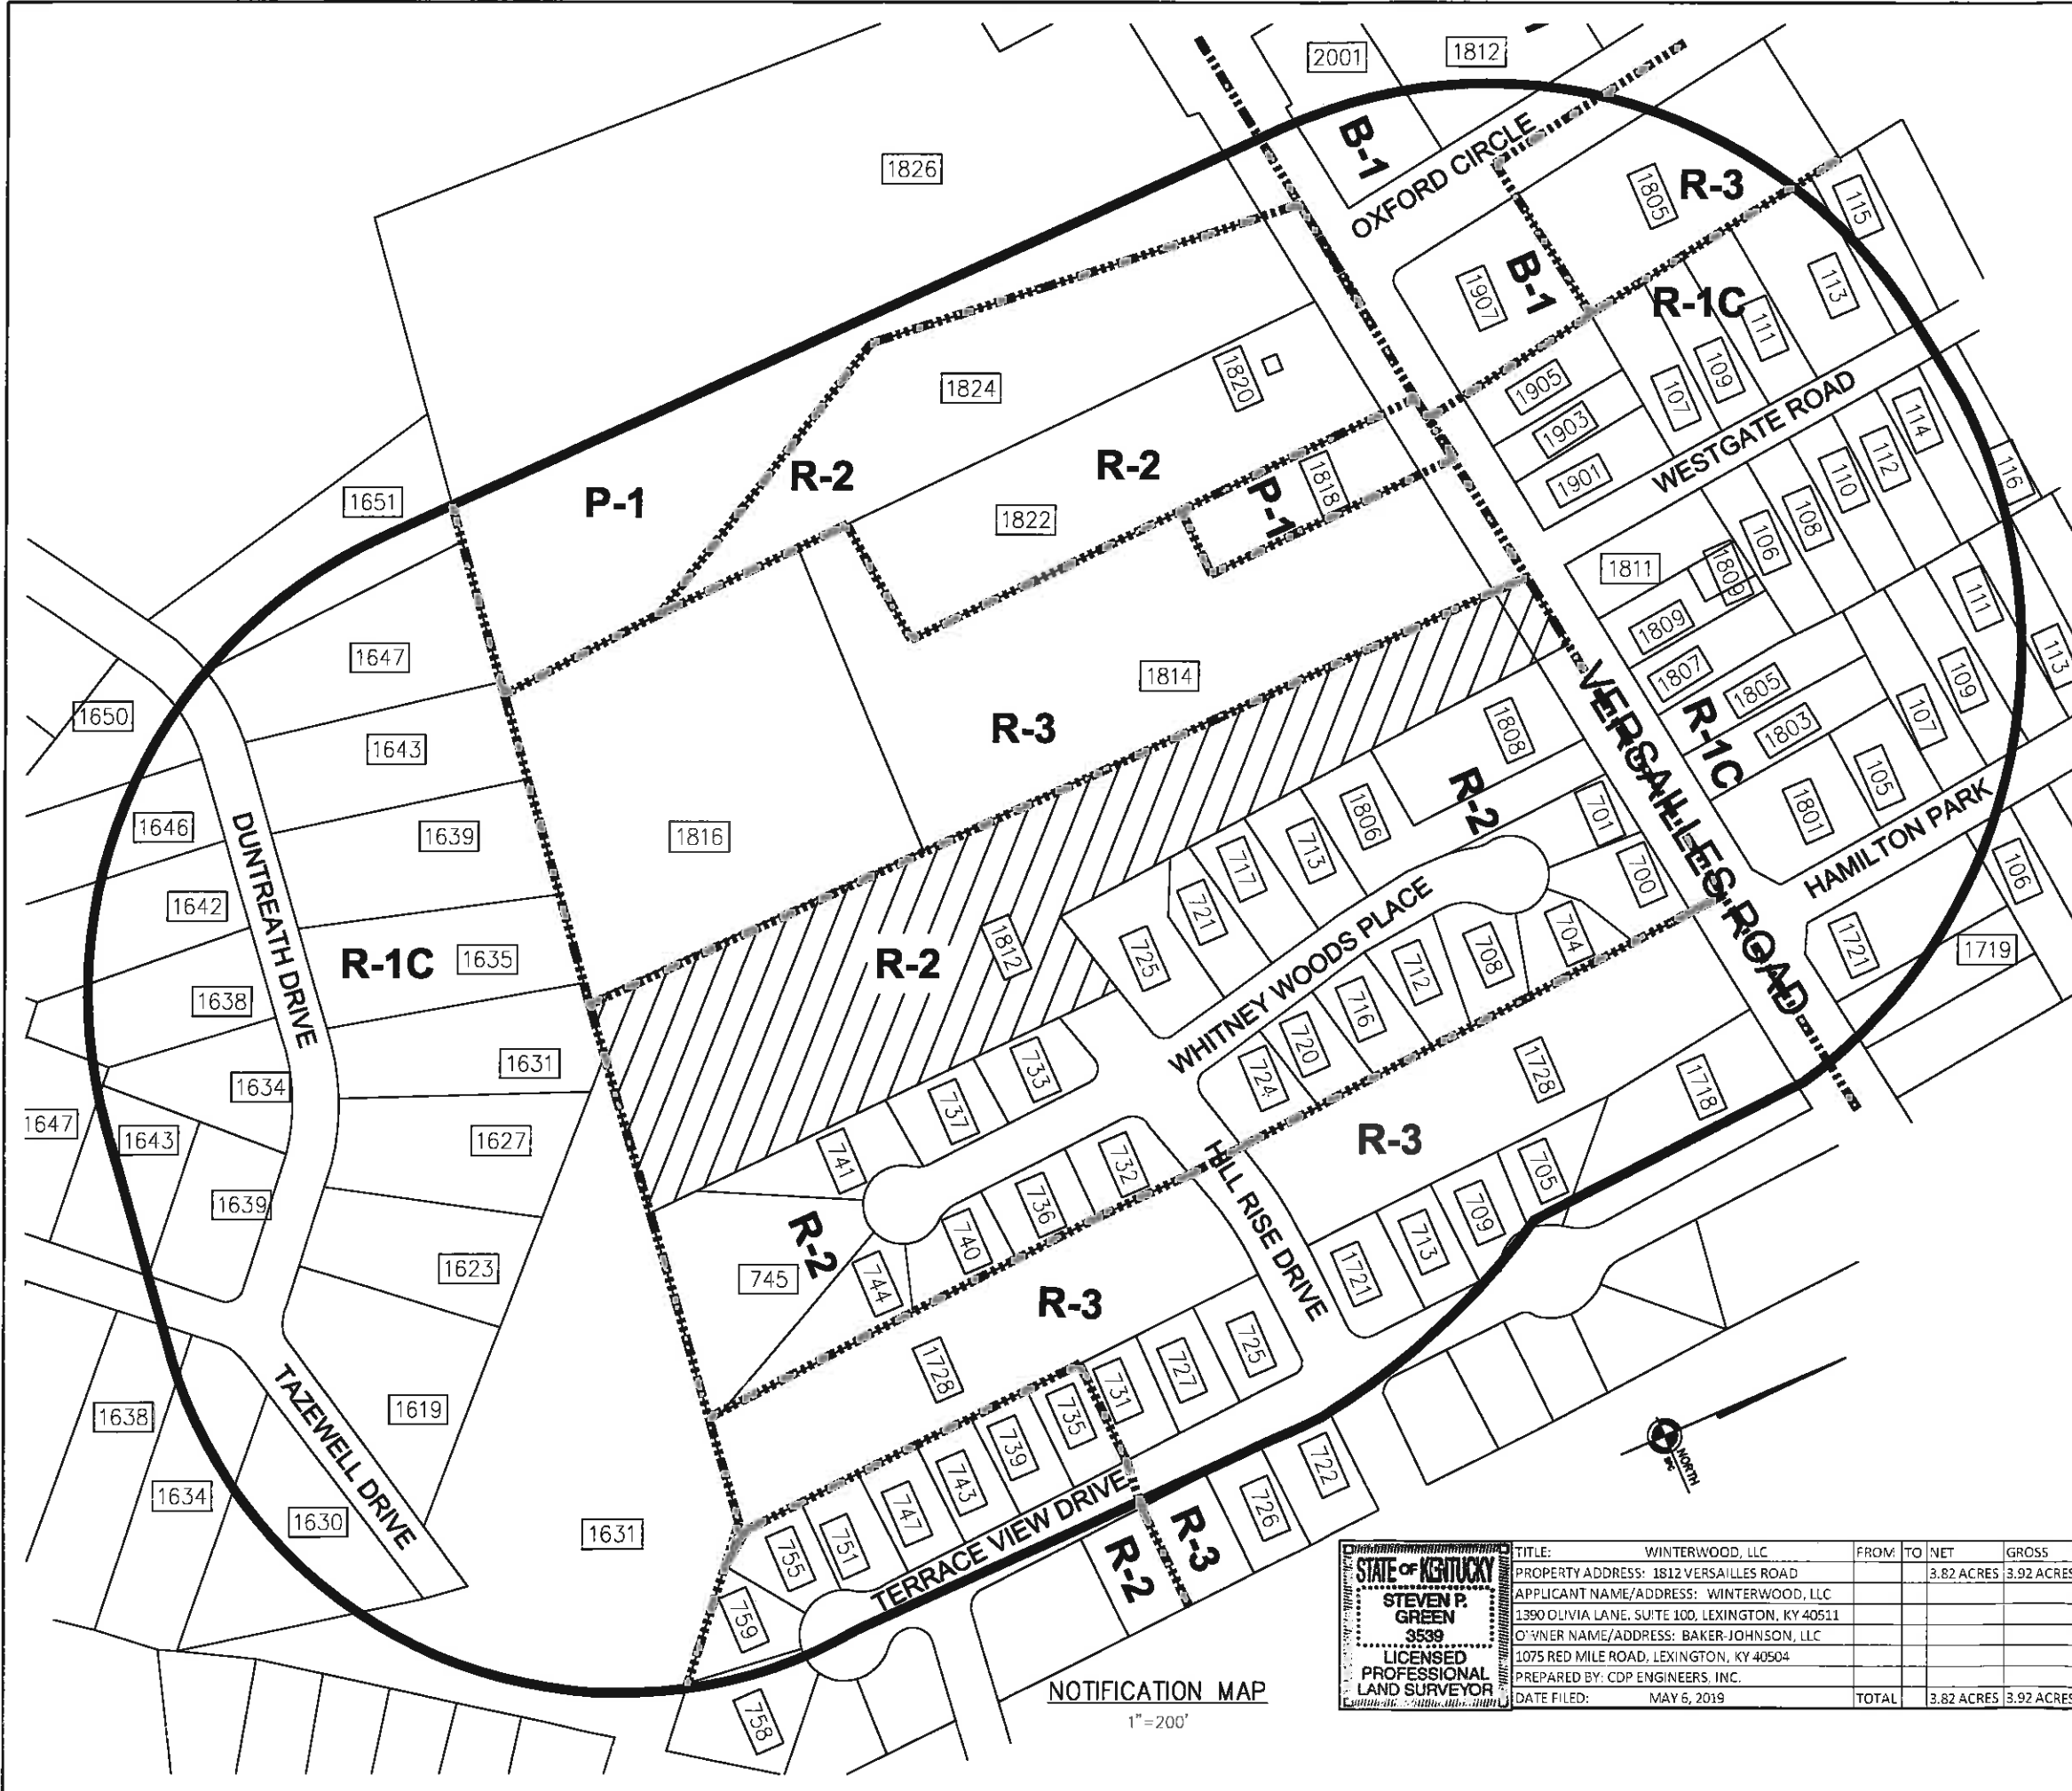 2001
1812
1826
B-1
OXFORD CIRCLE
1805
R-3
115
1907
B-1
R-1C
113
111
109
107
1824
1820
1905
1903
1901
WESTGATE ROAD
114
112
110
108
106
116
R-2
R-2
P-1
1651
1822
P-1
1818
1811
1809
1809
1807
1805
1803
1801
111
113
109
107
105
R-1C
1647
1650
1643
1814
R-3
1808
VERSAILLES ROAD
1646
1639
1816
1806
R-2
701
713
717
721
725
700
HAMILTON PARK
106
DUNTREATH DRIVE
1642
R-1C
1635
R-2
1812
WHITNEY WOODS PLACE
704
708
712
716
720
724
1721
1719
1638
1631
1634
733
737
741
1728
1718
1647
1643
1627
R-3
1639
732
736
740
744
HILL RISE DRIVE
705
709
713
1721
R-2
745
1623
R-3
1728
725
727
731
735
739
743
747
751
755
759
TAZEWELL DRIVE
1619
1638
1634
1630
1631
TERRACE VIEW DRIVE
722
726
R-3
R-2
758
NORTH
NOTIFICATION MAP
1"=200'
STATE OF KENTUCKY
STEVEN P.
GREEN
3539
LICENSED
PROFESSIONAL
LAND SURVEYOR
TITLE: WINTERWOOD, LLC FROM TO NET GROSS
PROPERTY ADDRESS: 1812 VERSAILLES ROAD 3.82 ACRES 3.92 ACRES
APPLICANT NAME/ADDRESS: WINTERWOOD, LLC
1390 OLIVIA LANE, SUITE 100, LEXINGTON, KY 40511
OWNER NAME/ADDRESS: BAKER-JOHNSON, LLC
1075 RED MILE ROAD, LEXINGTON, KY 40504
PREPARED BY: CDP ENGINEERS, INC.
DATE FILED: MAY 6, 2019 TOTAL 3.82 ACRES 3.92 ACRES